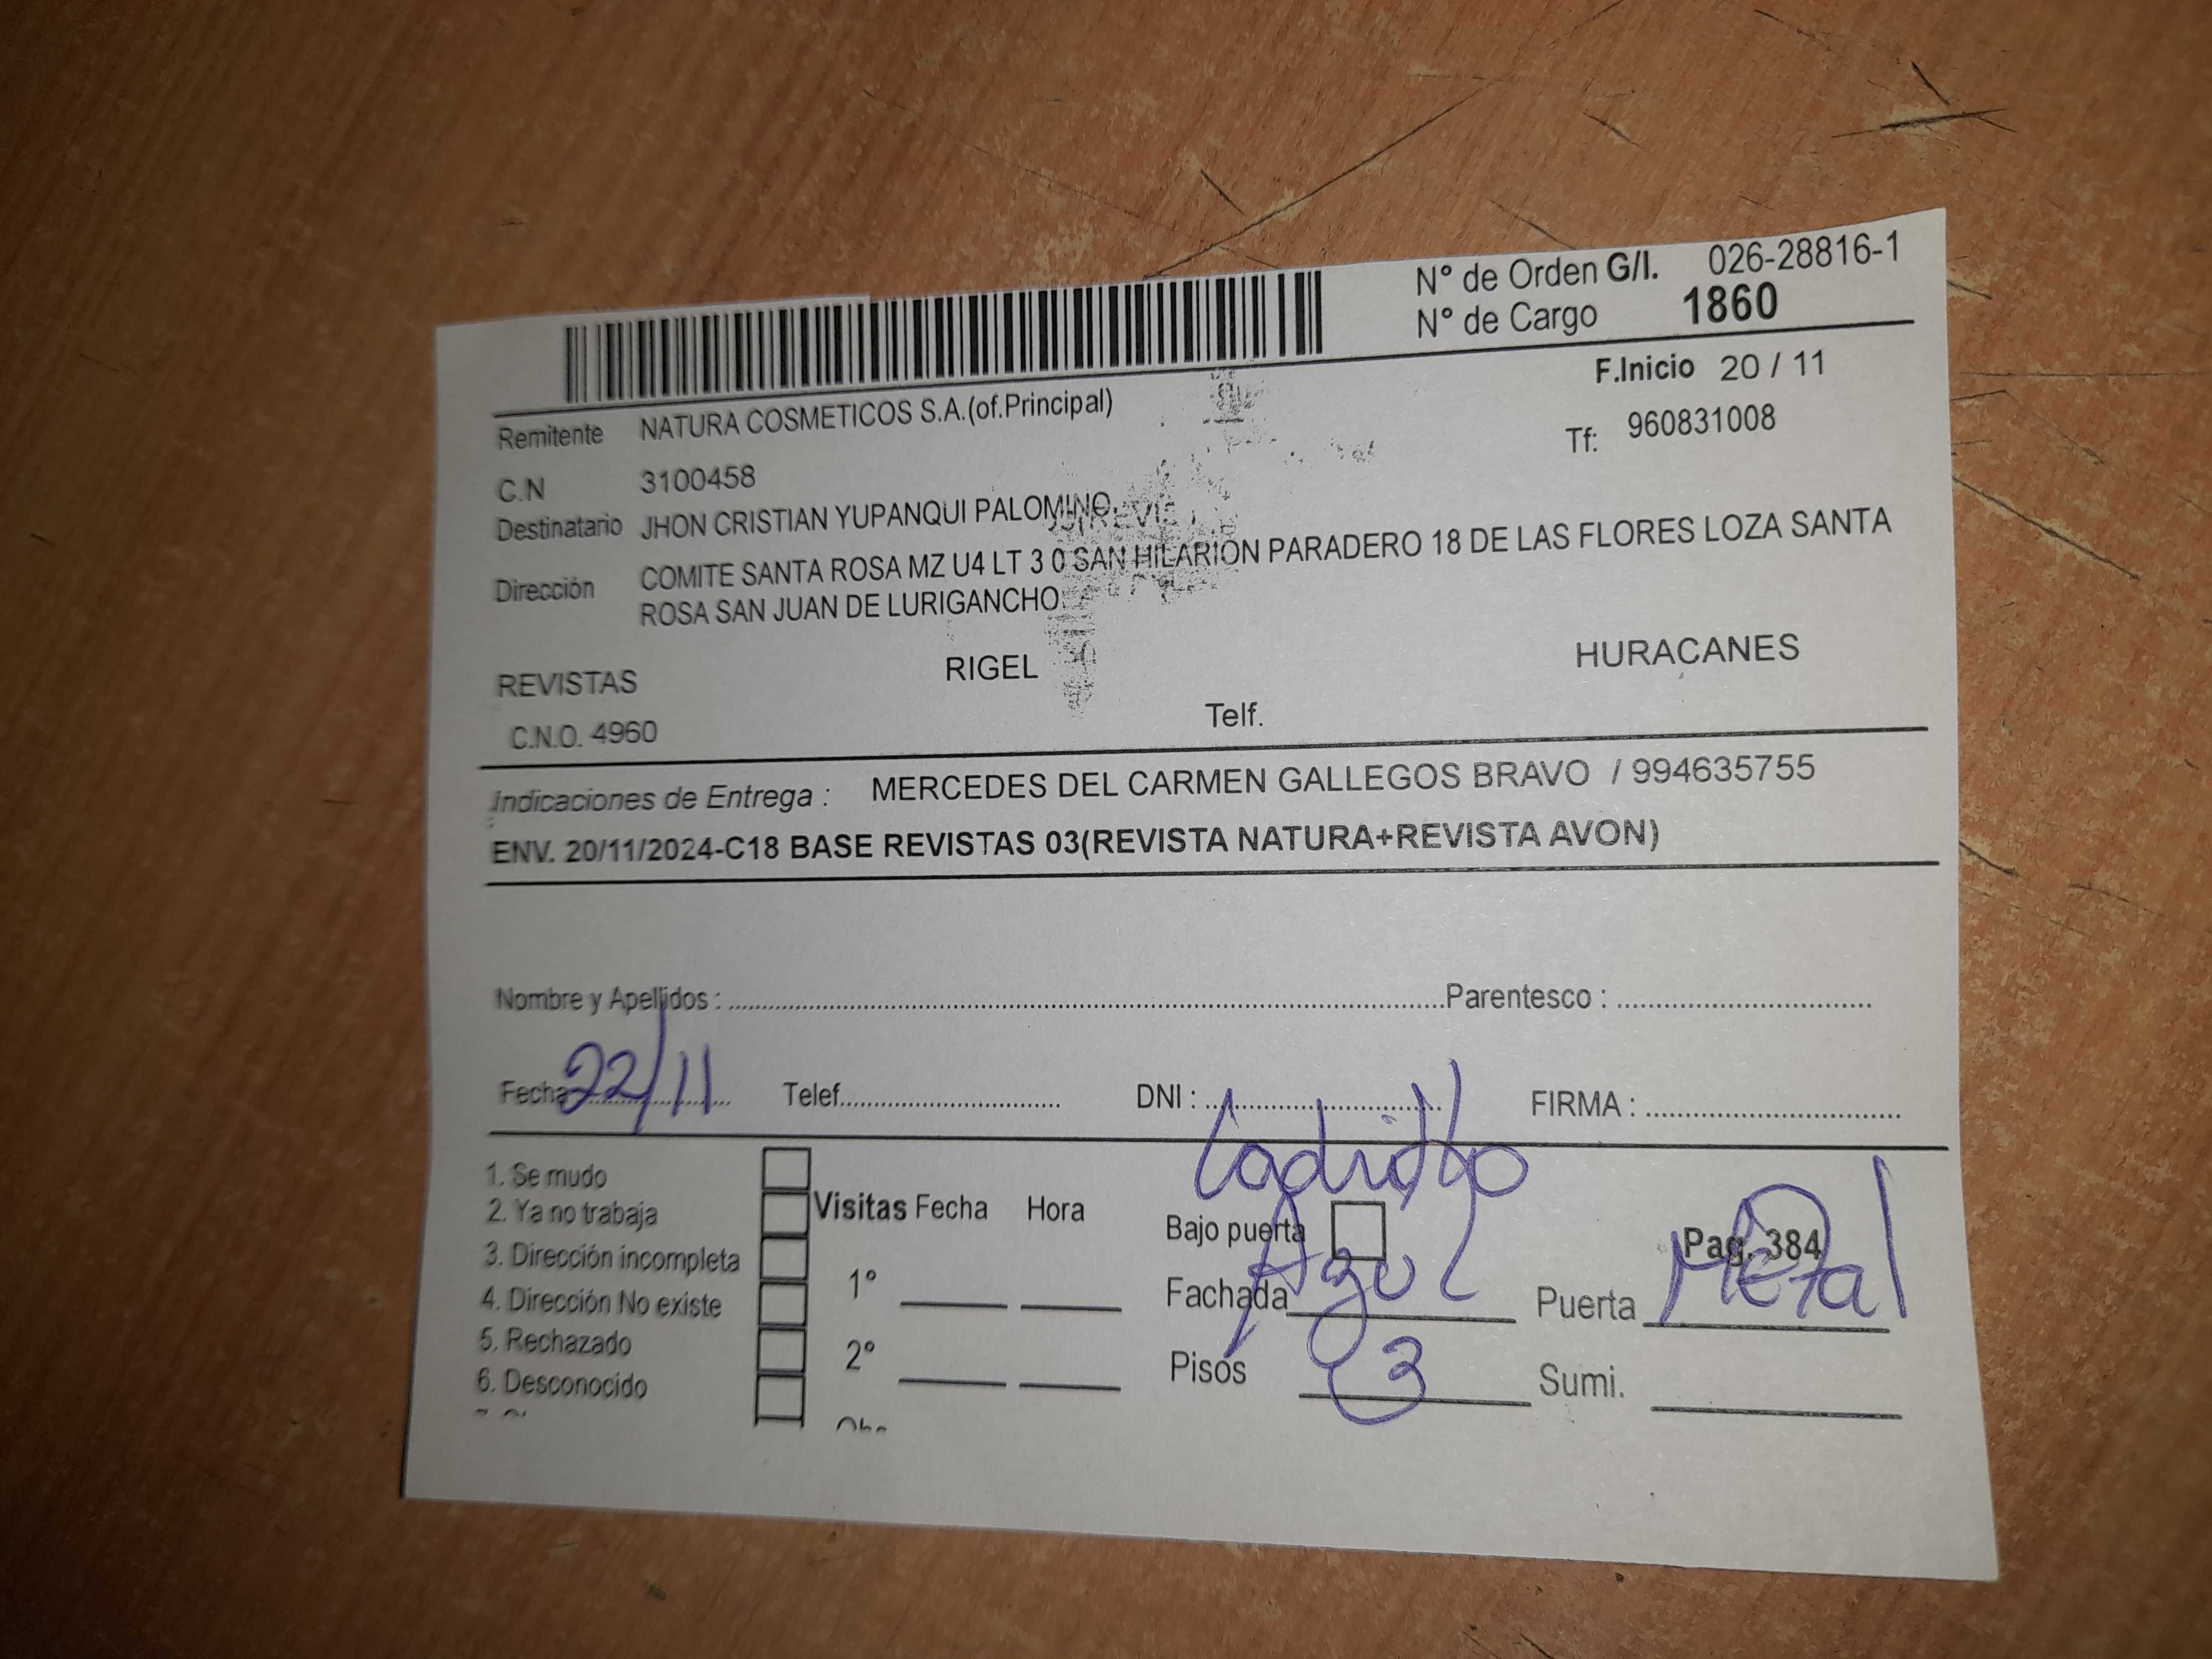 N° de Orden G/I. 026-28816-1
N° de Cargo 1860
F.Inicio 20 / 11
Remitente NATURA COSMETICOS S.A.(of.Principal)
Tf: 960831008
C.N 3100458
Destinatario JHON CRISTIAN YUPANQUI PALOMINO
Dirección COMITE SANTA ROSA MZ U4 LT 3 0 SAN HILARION PARADERO 18 DE LAS FLORES LOZA SANTA
ROSA SAN JUAN DE LURIGANCHO
REVISTAS RIGEL HURACANES
C.N.O. 4960 Telf.
Indicaciones de Entrega : MERCEDES DEL CARMEN GALLEGOS BRAVO / 994635755
ENV. 20/11/2024-C18 BASE REVISTAS 03(REVISTA NATURA+REVISTA AVON)
Nombre y Apellidos : Parentesco :
Fecha 22/11 Telef. DNI : FIRMA :
Ladrillo
1. Se mudo
2. Ya no trabaja
3. Dirección incompleta
4. Dirección No existe
5. Rechazado
6. Desconocido
Visitas Fecha Hora
1°
2°
Bajo puerta Pag. 384
Fachada Azul Puerta Metal
Pisos 3 Sumi.